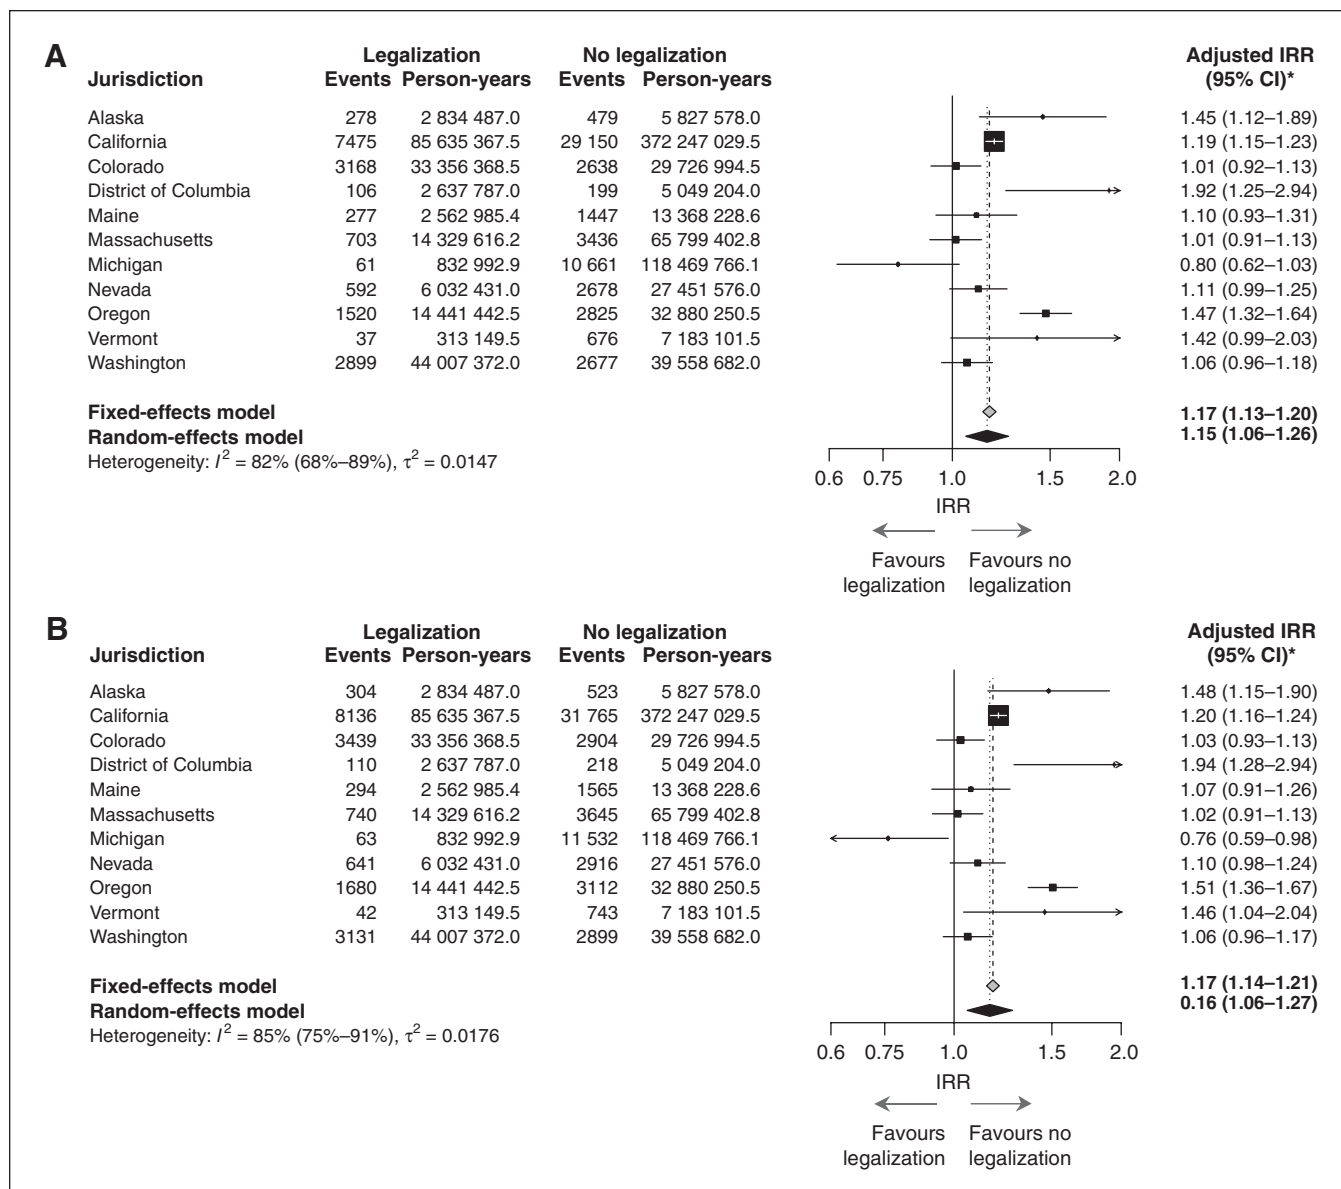 A
Legalization No legalization Adjusted IRR
Jurisdiction Events Person-years Events Person-years (95% CI)*
Alaska 278 2 834 487.0 479 5 827 578.0 1.45 (1.12–1.89)
California 7475 85 635 367.5 29 150 372 247 029.5 1.19 (1.15–1.23)
Colorado 3168 33 356 368.5 2638 29 726 994.5 1.01 (0.92–1.13)
District of Columbia 106 2 637 787.0 199 5 049 204.0 1.92 (1.25–2.94)
Maine 277 2 562 985.4 1447 13 368 228.6 1.10 (0.93–1.31)
Massachusetts 703 14 329 616.2 3436 65 799 402.8 1.01 (0.91–1.13)
Michigan 61 832 992.9 10 661 118 469 766.1 0.80 (0.62–1.03)
Nevada 592 6 032 431.0 2678 27 451 576.0 1.11 (0.99–1.25)
Oregon 1520 14 441 442.5 2825 32 880 250.5 1.47 (1.32–1.64)
Vermont 37 313 149.5 676 7 183 101.5 1.42 (0.99–2.03)
Washington 2899 44 007 372.0 2677 39 558 682.0 1.06 (0.96–1.18)
Fixed-effects model 1.17 (1.13–1.20)
Random-effects model 1.15 (1.06–1.26)
Heterogeneity: I² = 82% (68%–89%), τ² = 0.0147
0.6 0.75 1.0 1.5 2.0
IRR
Favours Favours no
legalization legalization
B
Legalization No legalization Adjusted IRR
Jurisdiction Events Person-years Events Person-years (95% CI)*
Alaska 304 2 834 487.0 523 5 827 578.0 1.48 (1.15–1.90)
California 8136 85 635 367.5 31 765 372 247 029.5 1.20 (1.16–1.24)
Colorado 3439 33 356 368.5 2904 29 726 994.5 1.03 (0.93–1.13)
District of Columbia 110 2 637 787.0 218 5 049 204.0 1.94 (1.28–2.94)
Maine 294 2 562 985.4 1565 13 368 228.6 1.07 (0.91–1.26)
Massachusetts 740 14 329 616.2 3645 65 799 402.8 1.02 (0.91–1.13)
Michigan 63 832 992.9 11 532 118 469 766.1 0.76 (0.59–0.98)
Nevada 641 6 032 431.0 2916 27 451 576.0 1.10 (0.98–1.24)
Oregon 1680 14 441 442.5 3112 32 880 250.5 1.51 (1.36–1.67)
Vermont 42 313 149.5 743 7 183 101.5 1.46 (1.04–2.04)
Washington 3131 44 007 372.0 2899 39 558 682.0 1.06 (0.96–1.17)
Fixed-effects model 1.17 (1.14–1.21)
Random-effects model 0.16 (1.06–1.27)
Heterogeneity: I² = 85% (75%–91%), τ² = 0.0176
0.6 0.75 1.0 1.5 2.0
IRR
Favours Favours no
legalization legalization